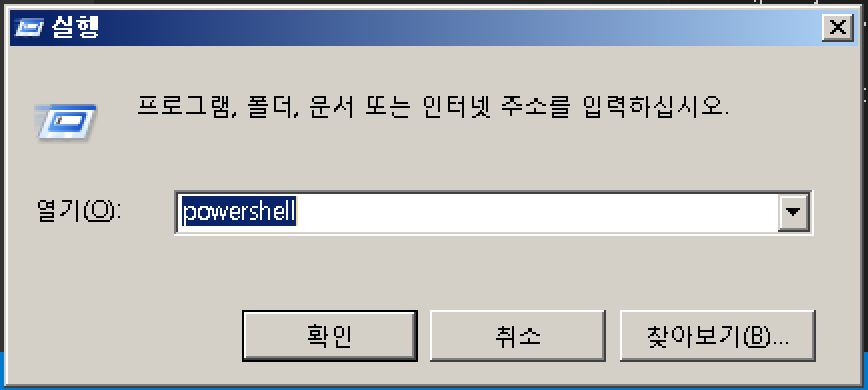 실행
프로그램, 폴더, 문서 또는 인터넷 주소를 입력하십시오.
열기(O): powershell
확인 취소 찾아보기(B)...